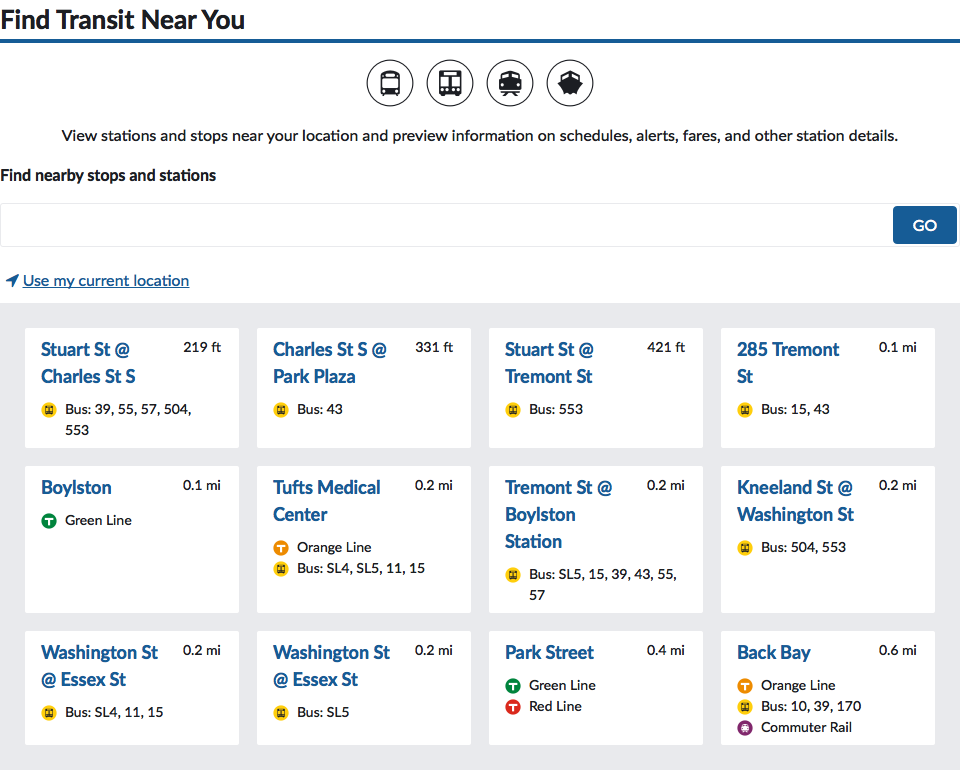 Find Transit Near You
View stations and stops near your location and preview information on schedules, alerts, fares, and other station details.
Find nearby stops and stations
GO
Use my current location
Stuart St @ 219 ft
Charles St S
Bus: 39, 55, 57, 504,
553
Charles St S @ 331 ft
Park Plaza
Bus: 43
Stuart St @ 421 ft
Tremont St
Bus: 553
285 Tremont 0.1 mi
St
Bus: 15, 43
Boylston 0.1 mi
T Green Line
Tufts Medical 0.2 mi
Center
T Orange Line
Bus: SL4, SL5, 11, 15
Tremont St @ 0.2 mi
Boylston
Station
Bus: SL5, 15, 39, 43, 55,
57
Kneeland St @ 0.2 mi
Washington St
Bus: 504, 553
Washington St 0.2 mi
@ Essex St
Bus: SL4, 11, 15
Washington St 0.2 mi
@ Essex St
Bus: SL5
Park Street 0.4 mi
T Green Line
T Red Line
Back Bay 0.6 mi
T Orange Line
Bus: 10, 39, 170
Commuter Rail